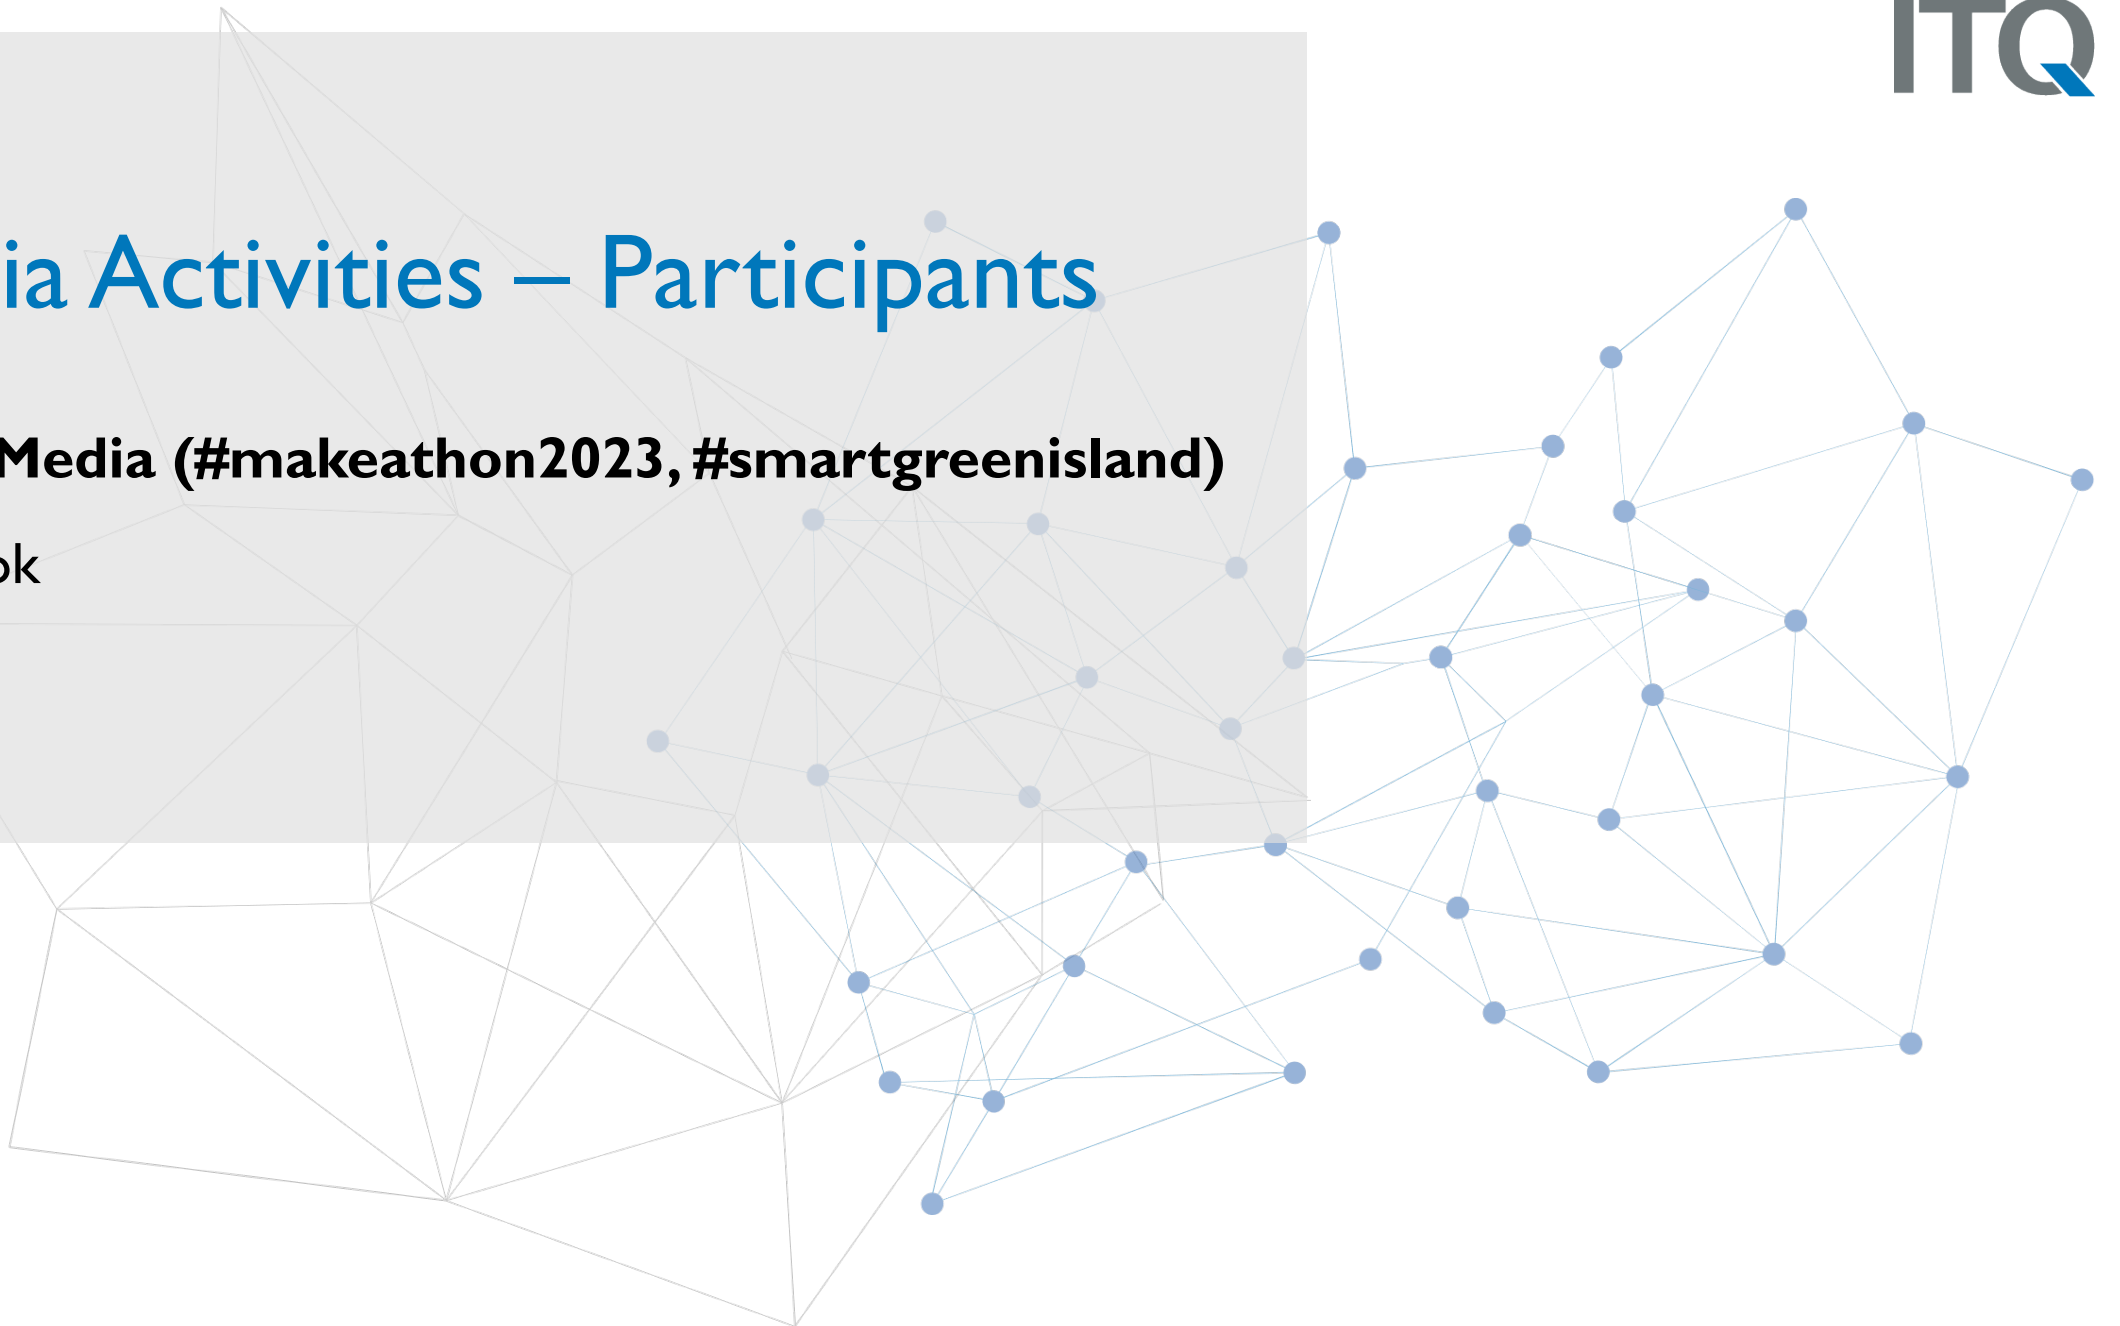 ITQ
ia Activities – Participants
Media (#makeathon2023, #smartgreenisland)
ok